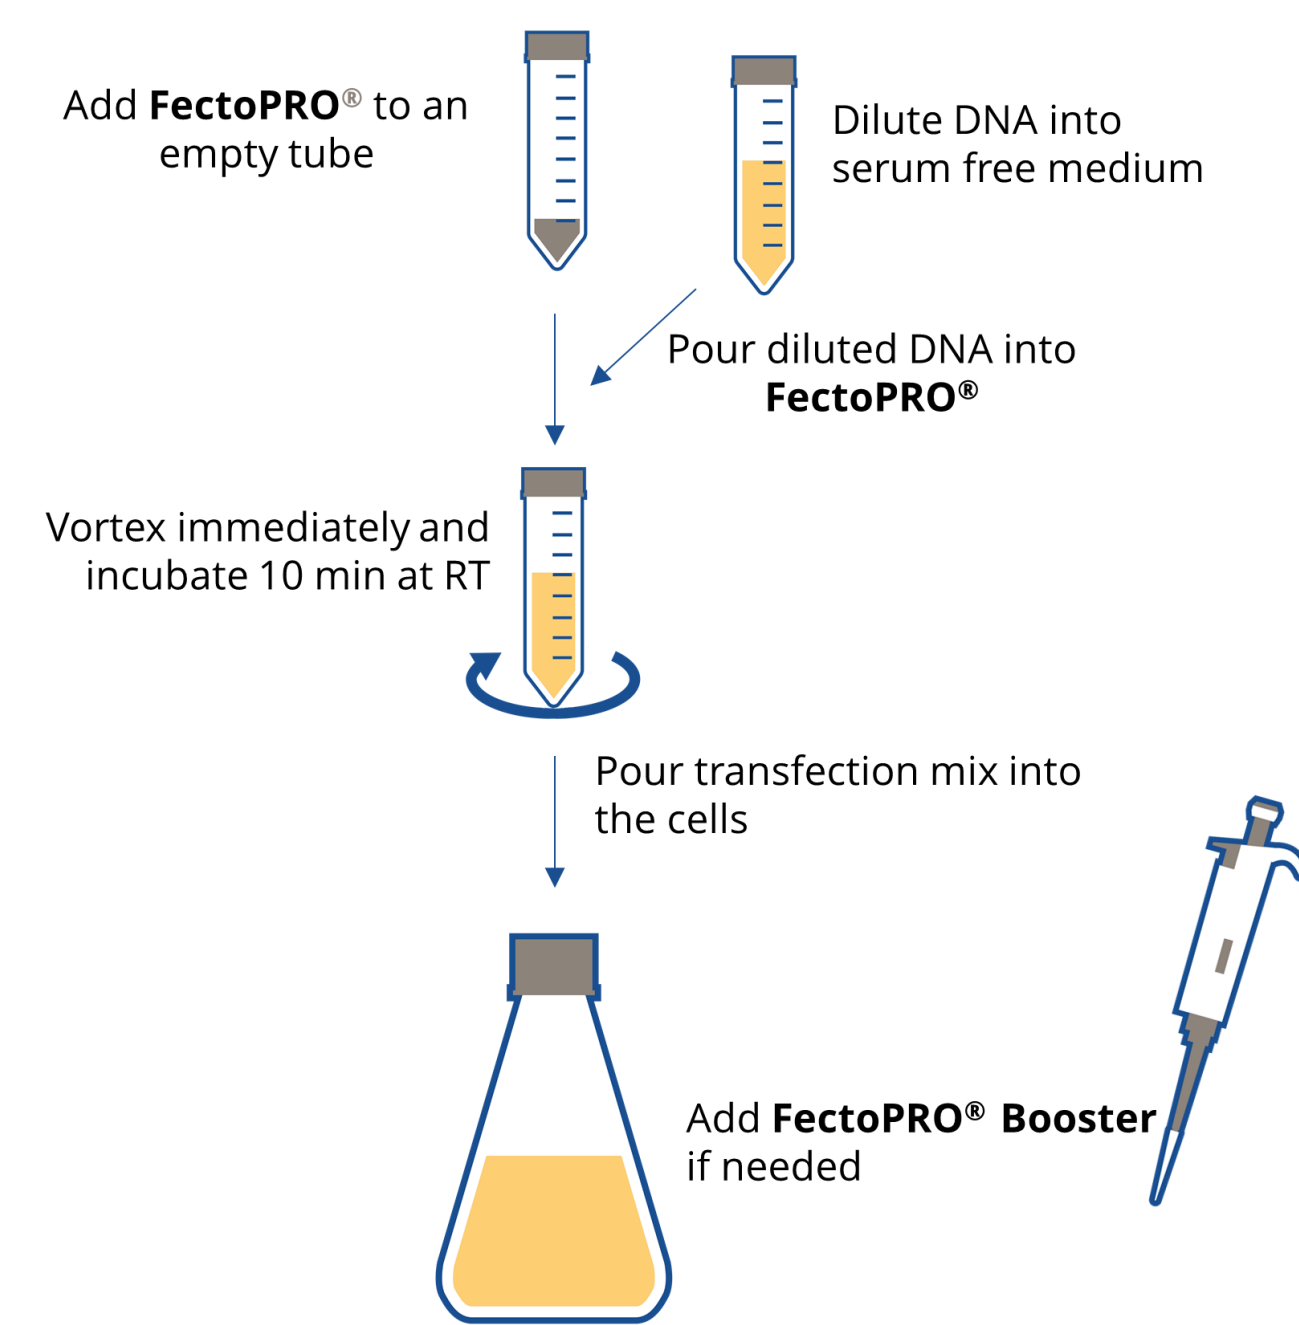 Add FectoPRO® to an
empty tube
Dilute DNA into
serum free medium
Pour diluted DNA into
FectoPRO®
Vortex immediately and
incubate 10 min at RT
Pour transfection mix into
the cells
Add FectoPRO® Booster
if needed